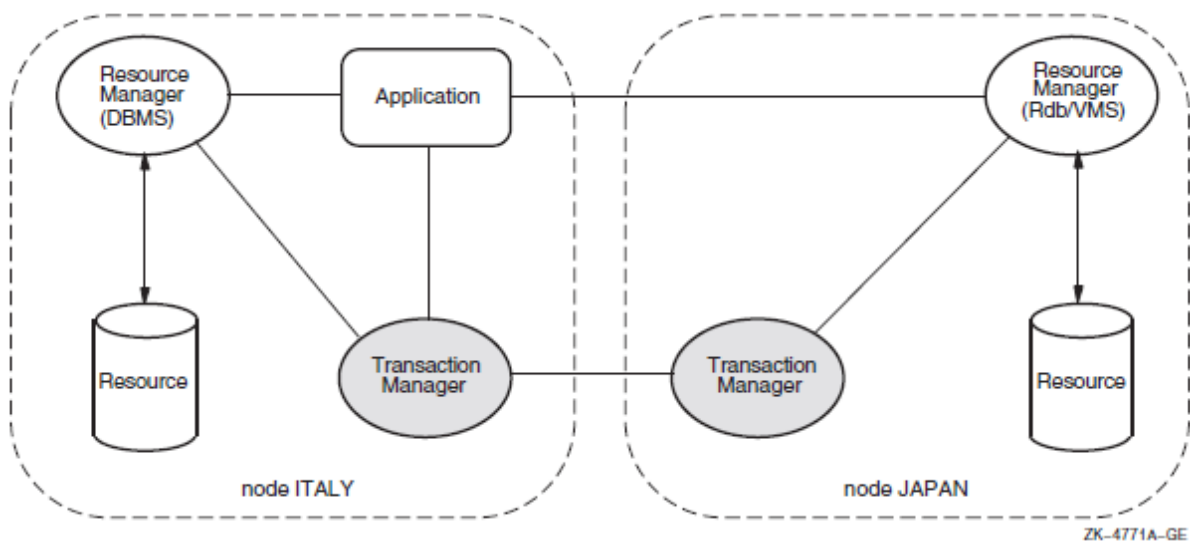 Resource
Manager
(DBMS)
Application
Resource
Manager
(Rdb/VMS)
Resource
Transaction
Manager
Transaction
Manager
Resource
node ITALY
node JAPAN
ZK–4771A–GE